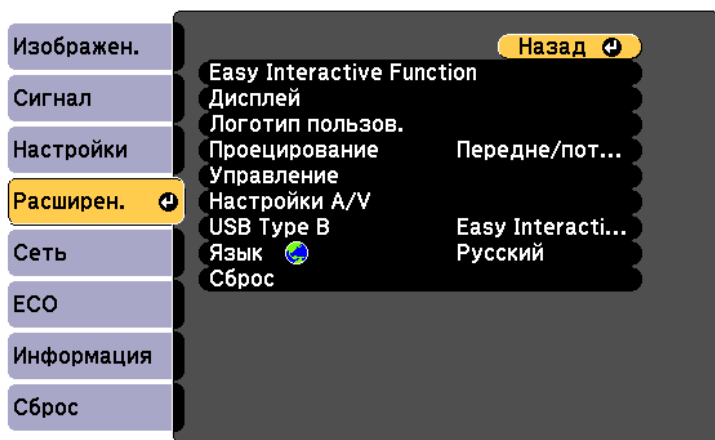 Изображен.
Сигнал
Настройки
Расширен.
Сеть
ECO
Информация
Сброс
Назад
Easy Interactive Function
Дисплей
Логотип пользов.
Проецирование Передне/пот...
Управление
Настройки A/V
USB Type B Easy Interacti...
Язык Русский
Сброс